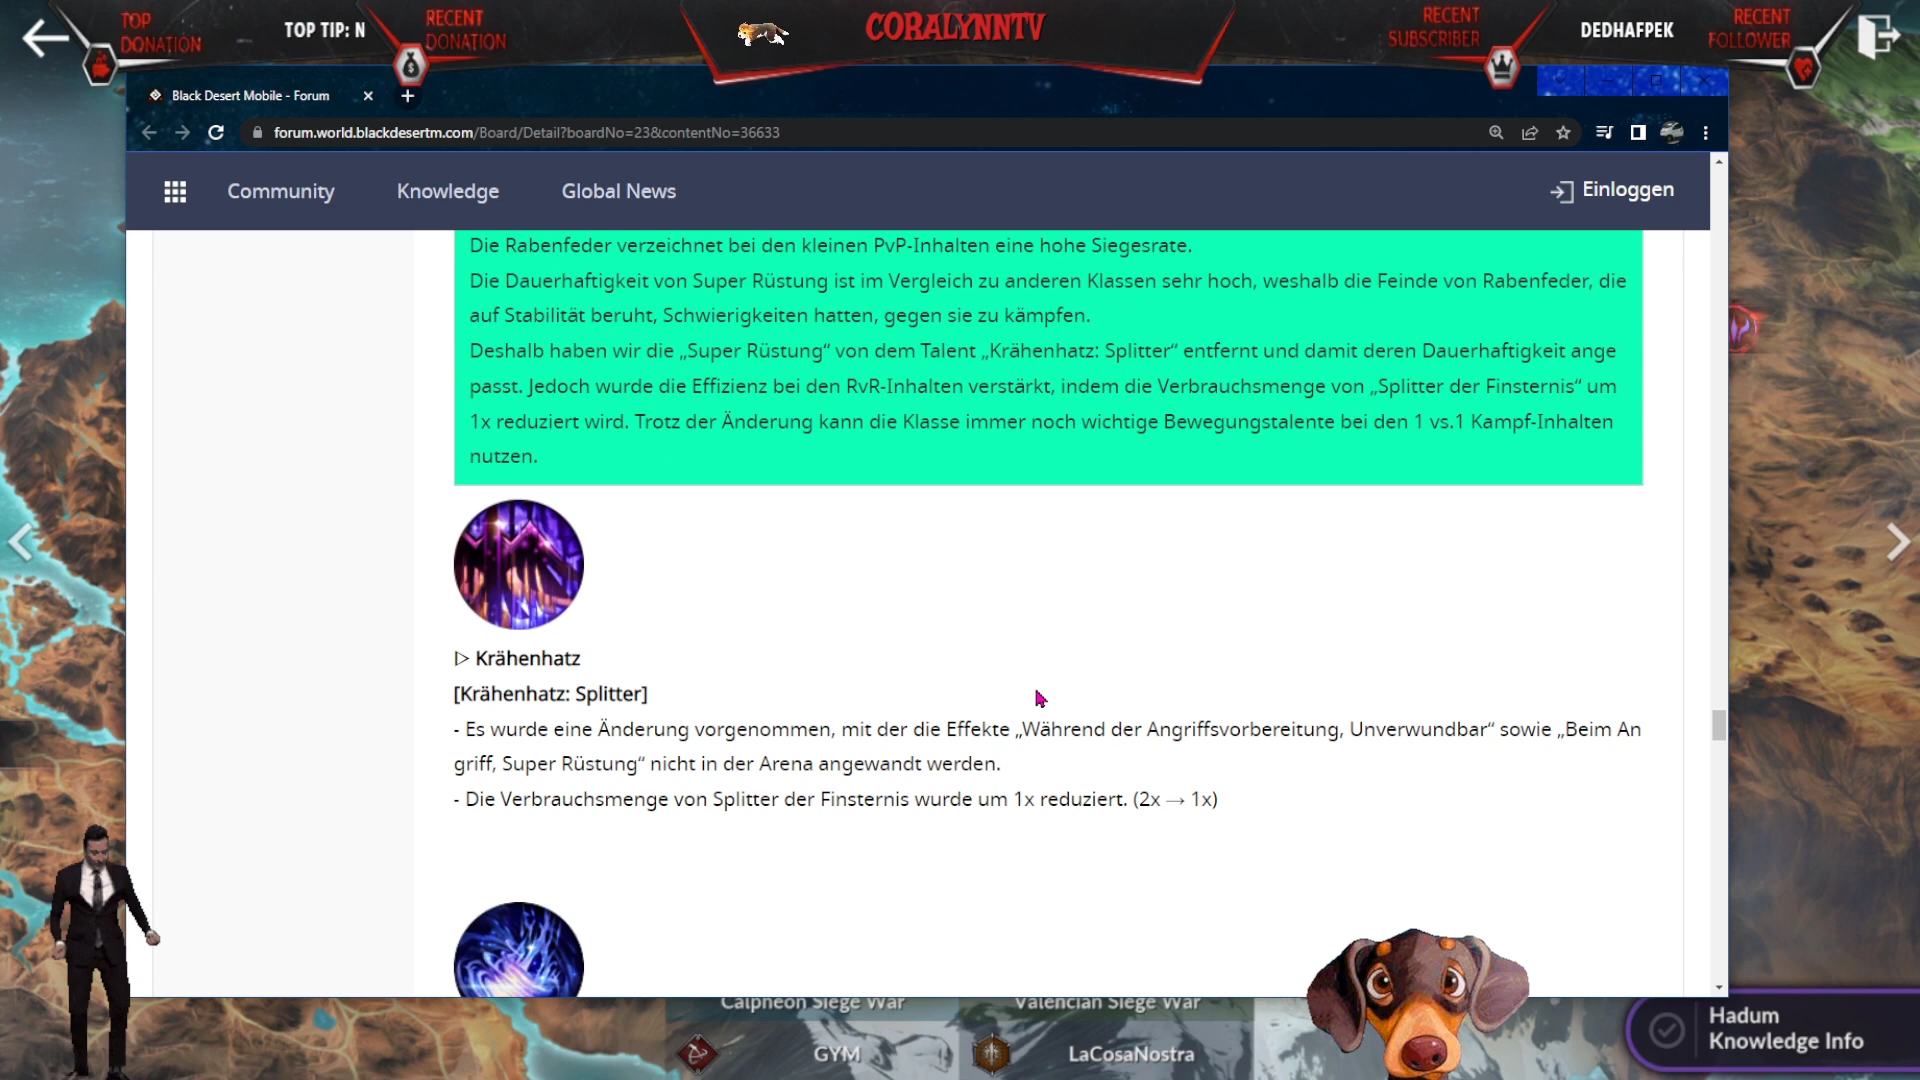 TOP
DONATION
TOP TIP: N
RECENT
DONATION
CORALYNNTV
RECENT
SUBSCRIBER
DEDHAFPEK
RECENT
FOLLOWER
Black Desert Mobile - Forum
forum.world.blackdesertm.com/Board/Detail?boardNo=23&contentNo=36633
Community
Knowledge
Global News
Einloggen
Die Rabenfeder verzeichnet bei den kleinen PvP-Inhalten eine hohe Siegesrate.
Die Dauerhaftigkeit von Super Rüstung ist im Vergleich zu anderen Klassen sehr hoch, weshalb die Feinde von Rabenfeder, die
auf Stabilität beruht, Schwierigkeiten hatten, gegen sie zu kämpfen.
Deshalb haben wir die „Super Rüstung“ von dem Talent „Krähenhatz: Splitter“ entfernt und damit deren Dauerhaftigkeit ange
passt. Jedoch wurde die Effizienz bei den RvR-Inhalten verstärkt, indem die Verbrauchsmenge von „Splitter der Finsternis“ um
1x reduziert wird. Trotz der Änderung kann die Klasse immer noch wichtige Bewegungstalente bei den 1 vs.1 Kampf-Inhalten
nutzen.
▷ Krähenhatz
[Krähenhatz: Splitter]
- Es wurde eine Änderung vorgenommen, mit der die Effekte „Während der Angriffsvorbereitung, Unverwundbar“ sowie „Beim An
griff, Super Rüstung“ nicht in der Arena angewandt werden.
- Die Verbrauchsmenge von Splitter der Finsternis wurde um 1x reduziert. (2x → 1x)
Calpheon Siege War
Valencian Siege War
GYM
LaCosaNostra
Hadum
Knowledge Info